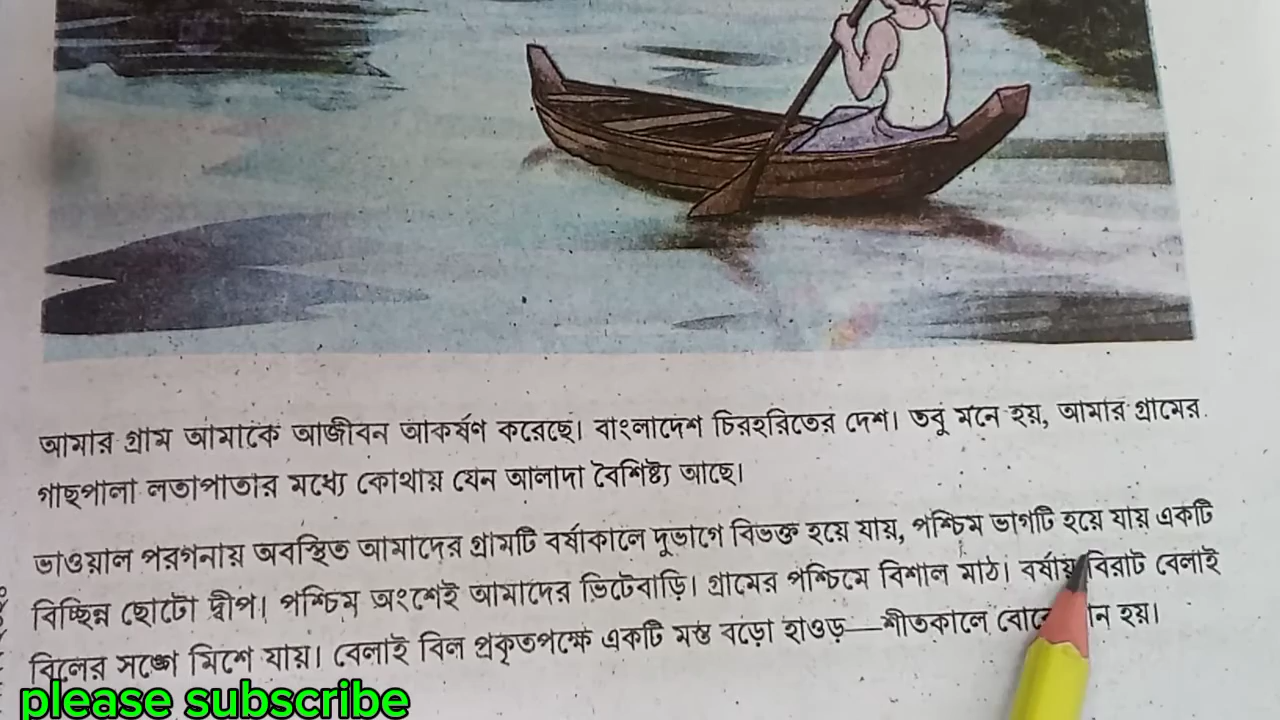 আমার গ্রাম আমাকে আজীবন আকর্ষণ করেছে। বাংলাদেশ চিরহরিতের দেশ। তবু মনে হয়, আমার গ্রামের
গাছপালা লতাপাতার মধ্যে কোথায় যেন আলাদা বৈশিষ্ট্য আছে।
ভাওয়াল পরগনায় অবস্থিত আমাদের গ্রামটি বর্ষাকালে দুভাগে বিভক্ত হয়ে যায়, পশ্চিম ভাগটি হয়ে যায় একটি
বিচ্ছিন্ন ছোটো দ্বীপ। পশ্চিম অংশেই আমাদের ভিটেবাড়ি। গ্রামের পশ্চিমে বিশাল মাঠ। বর্ষায় বিরাট বেলাই
বিলের সঙ্গে মিশে যায়। বেলাই বিল প্রকৃতপক্ষে একটি মস্ত বড়ো হাওড়—শীতকালে হয়।
please subscribe